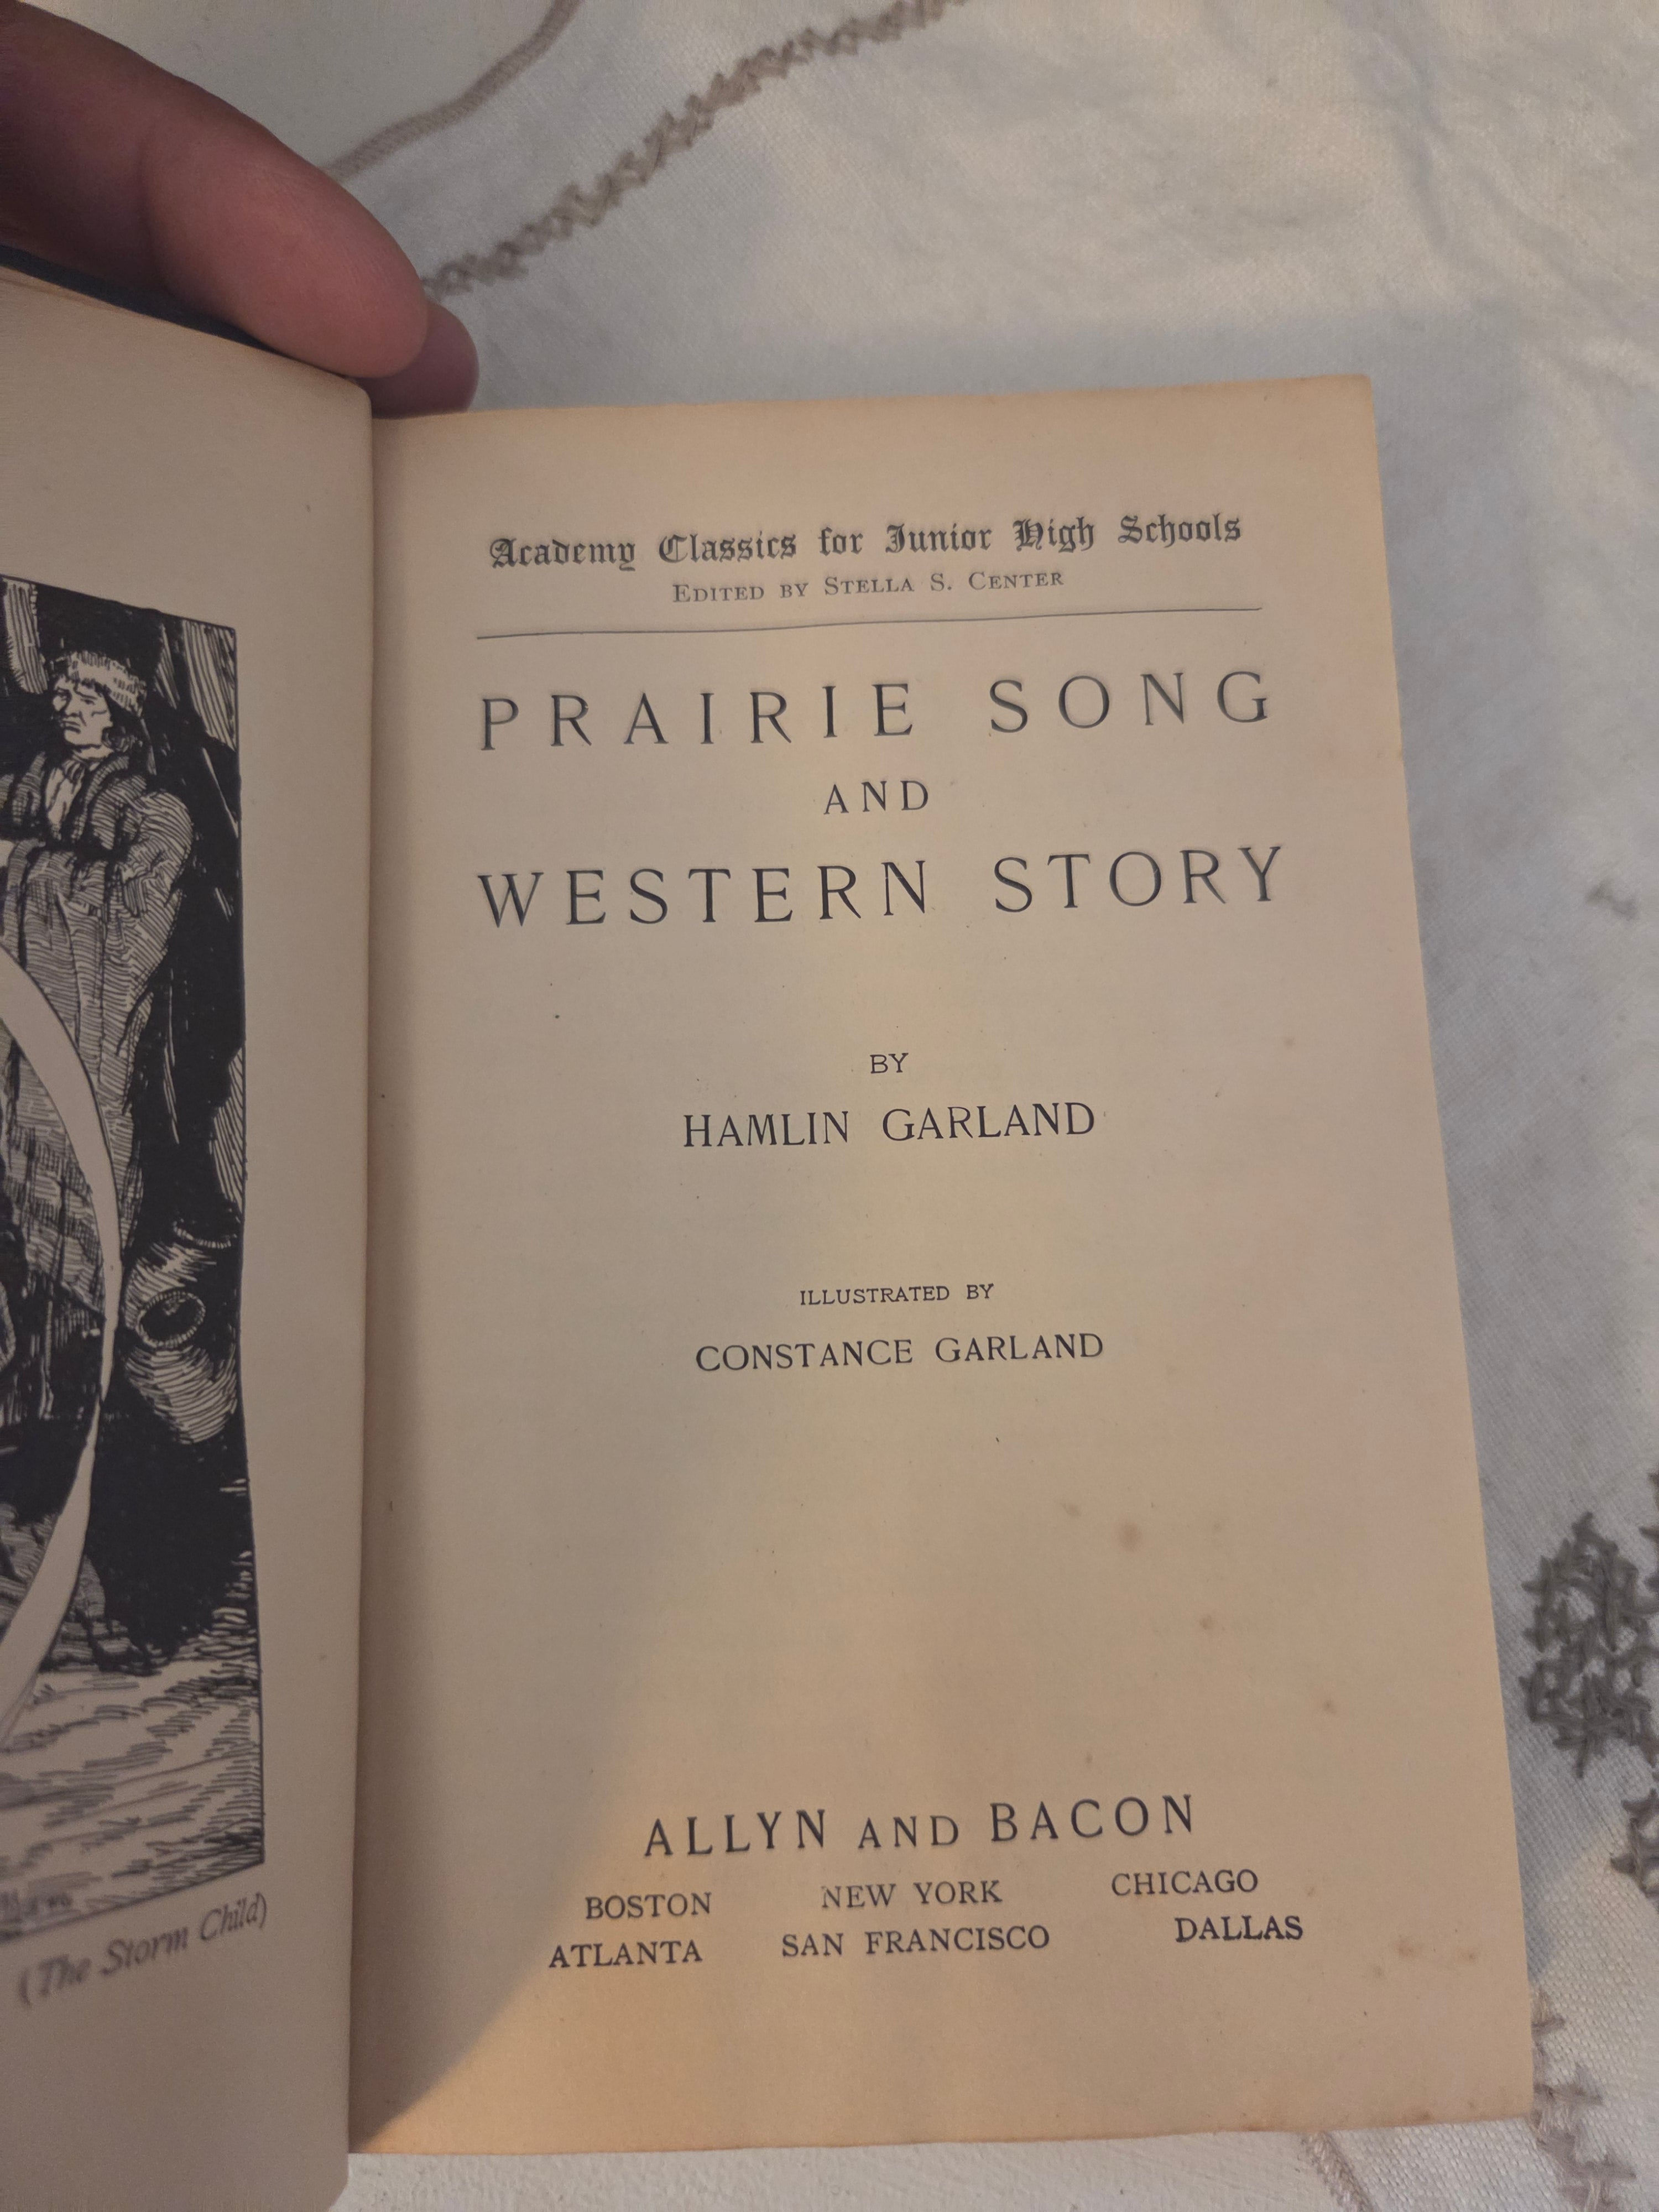 (The Storm Child)
Academy Classics for Junior High Schools
EDITED BY STELLA S. CENTER
PRAIRIE SONG
AND
WESTERN STORY
BY
HAMLIN GARLAND
ILLUSTRATED BY
CONSTANCE GARLAND
ALLYN AND BACON
BOSTON NEW YORK CHICAGO
ATLANTA SAN FRANCISCO DALLAS